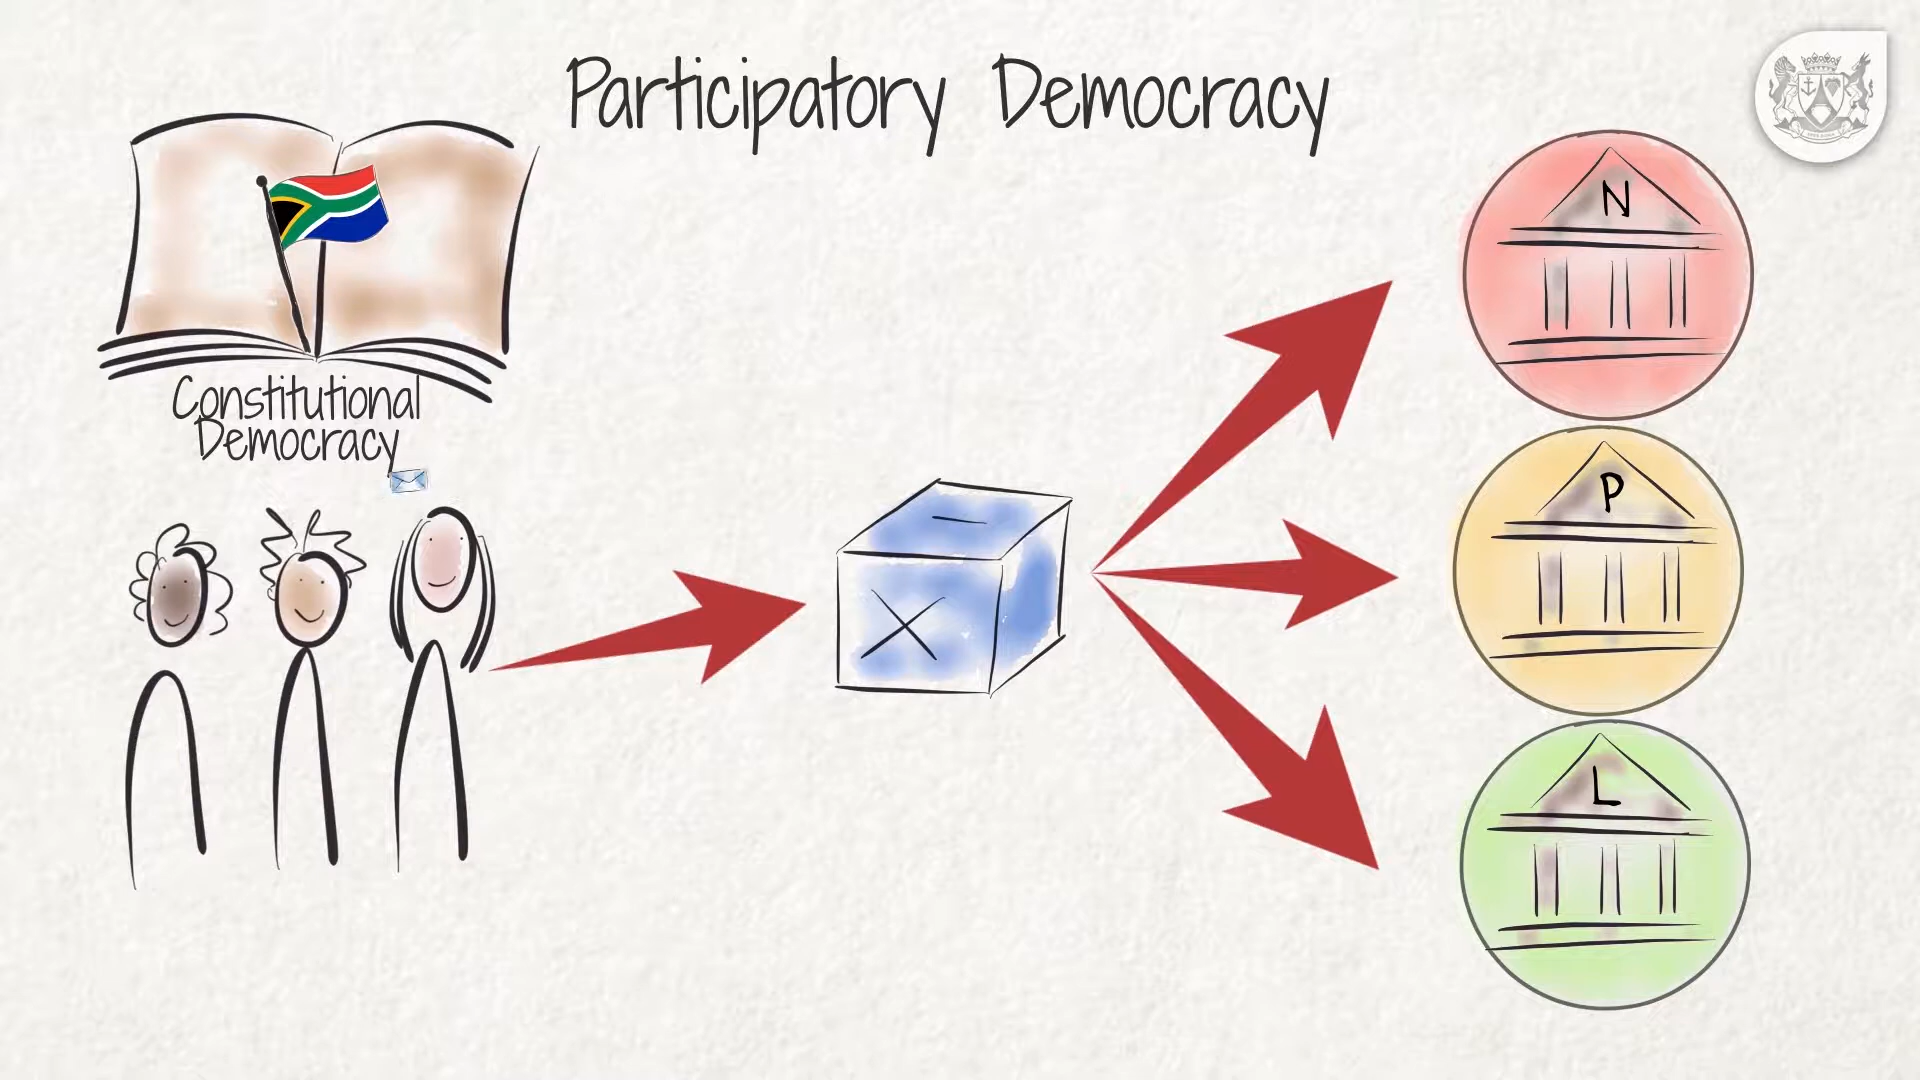 Participatory Democracy
Constitutional
Democracy
N
P
L